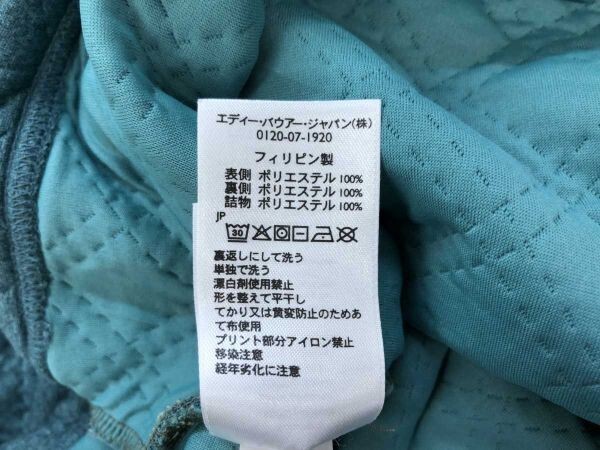 エディー・バウアー・ジャパン(株)
0120-07-1920
フィリピン製
表側 ポリエステル 100%
裏側 ポリエステル 100%
詰物 ポリエステル 100%
JP
30
裏返しにして洗う
単独で洗う
漂白剤使用禁止
形を整えて平干し
てかり又は黄変防止のためあ
て布使用
プリント部分アイロン禁止
移染注意
経年劣化に注意